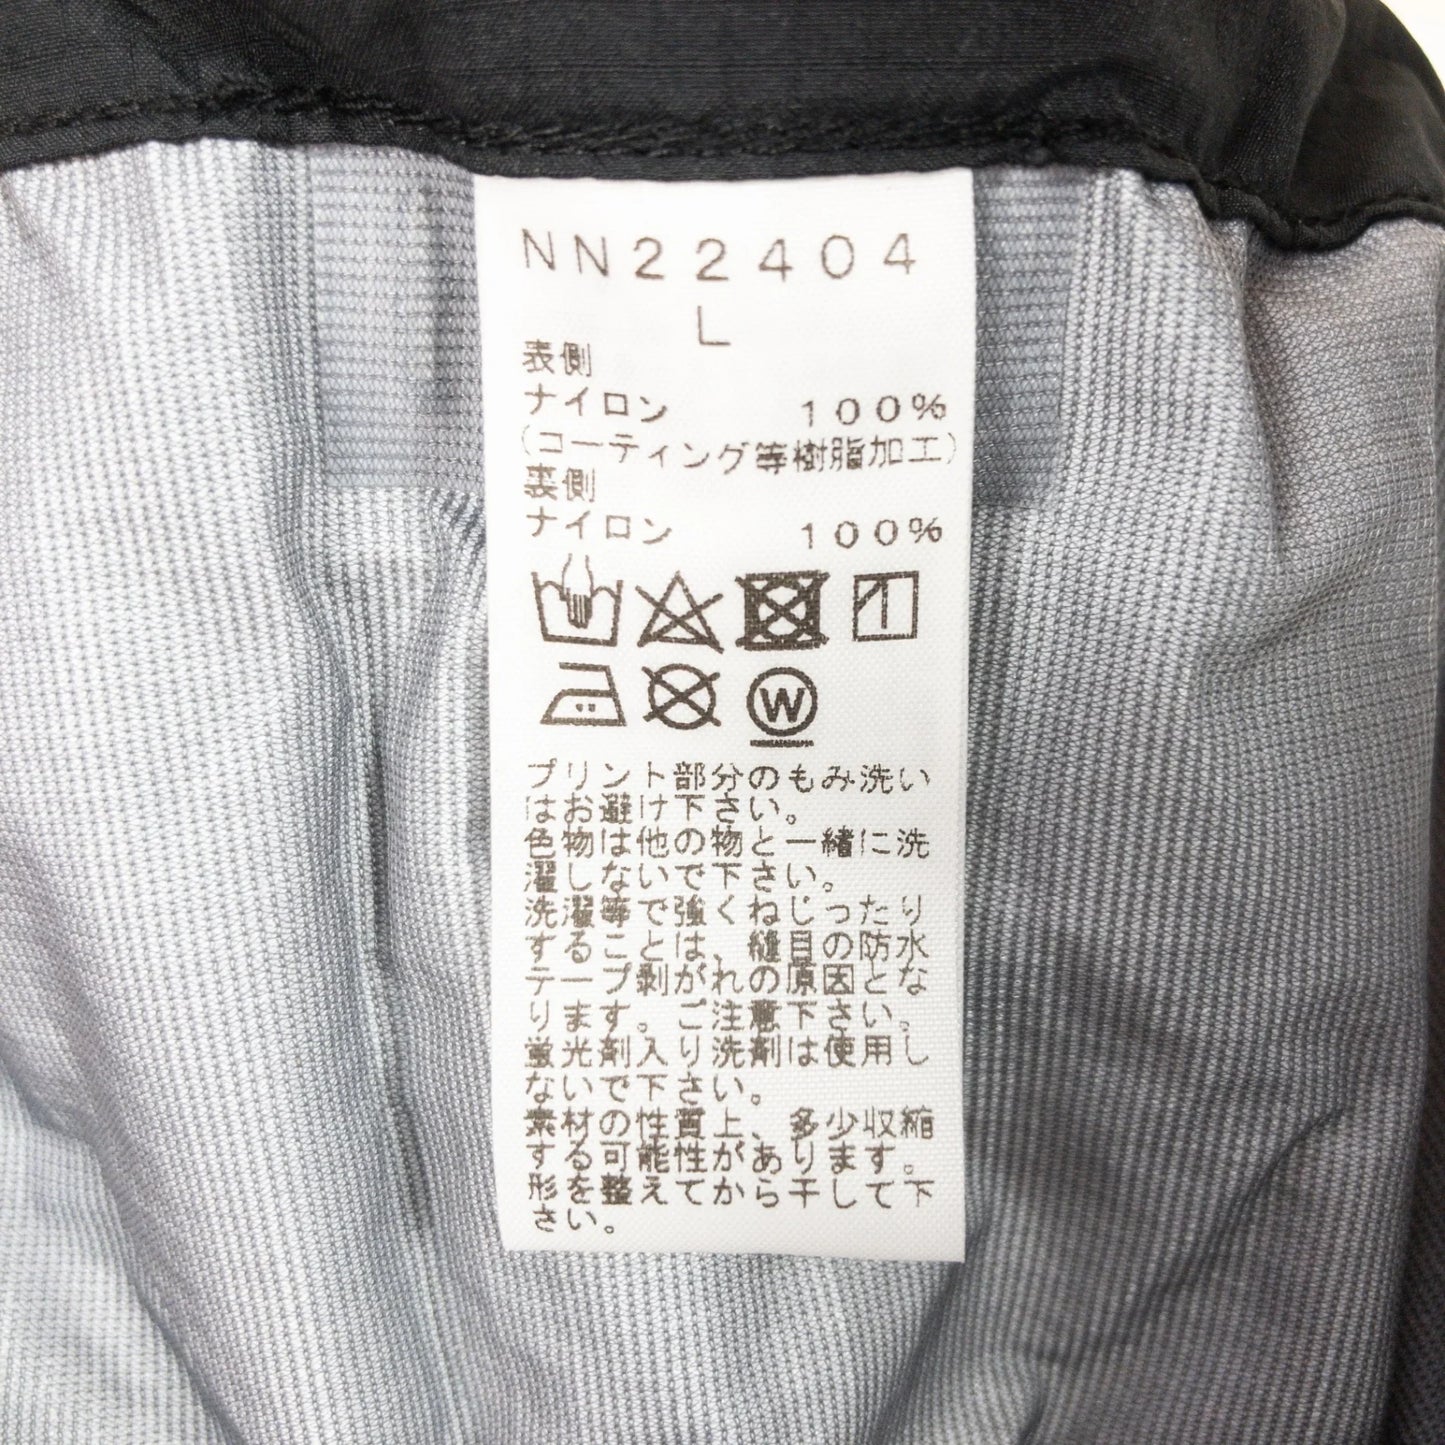 NN22404
L
表側
ナイロン 100%
(コーティング等樹脂加工)
裏側
ナイロン 100%
W
プリント部分のもみ洗い
はお避け下さい。
色物は他の物と一緒に洗
濯しないで下さい。
洗濯等で強くねじったり
することは、縫目の防水
テープ剥がれの原因とな
ります。ご注意下さい。
蛍光剤入り洗剤は使用し
ないで下さい。
素材の性質上、多少収縮
する可能性があります。
形を整えてから干して下
さい。